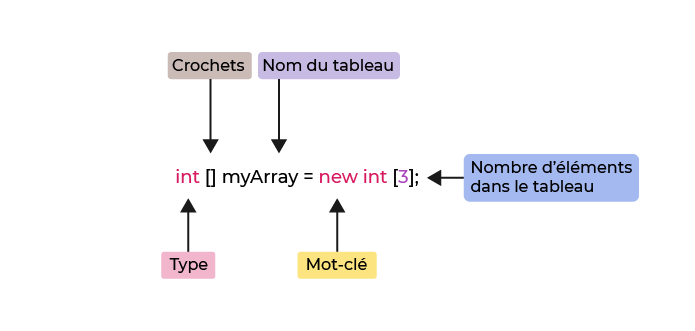 Crochets
Nom du tableau
int [] myArray = new int [3];
Nombre d'éléments
dans le tableau
Type
Mot-clé